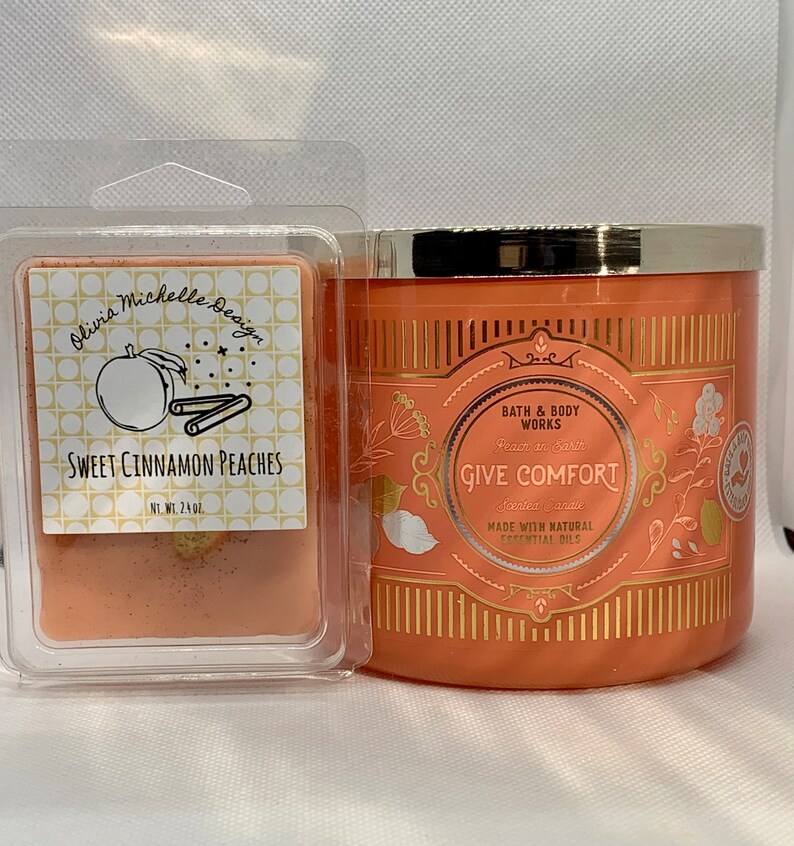 Olivia Michelle Design
SWEET CINNAMON PEACHES
NT. WT. 2.4 OZ.
BATH & BODY
WORKS
Peach on Earth
GIVE COMFORT
Scented Candle
MADE WITH NATURAL
ESSENTIAL OILS